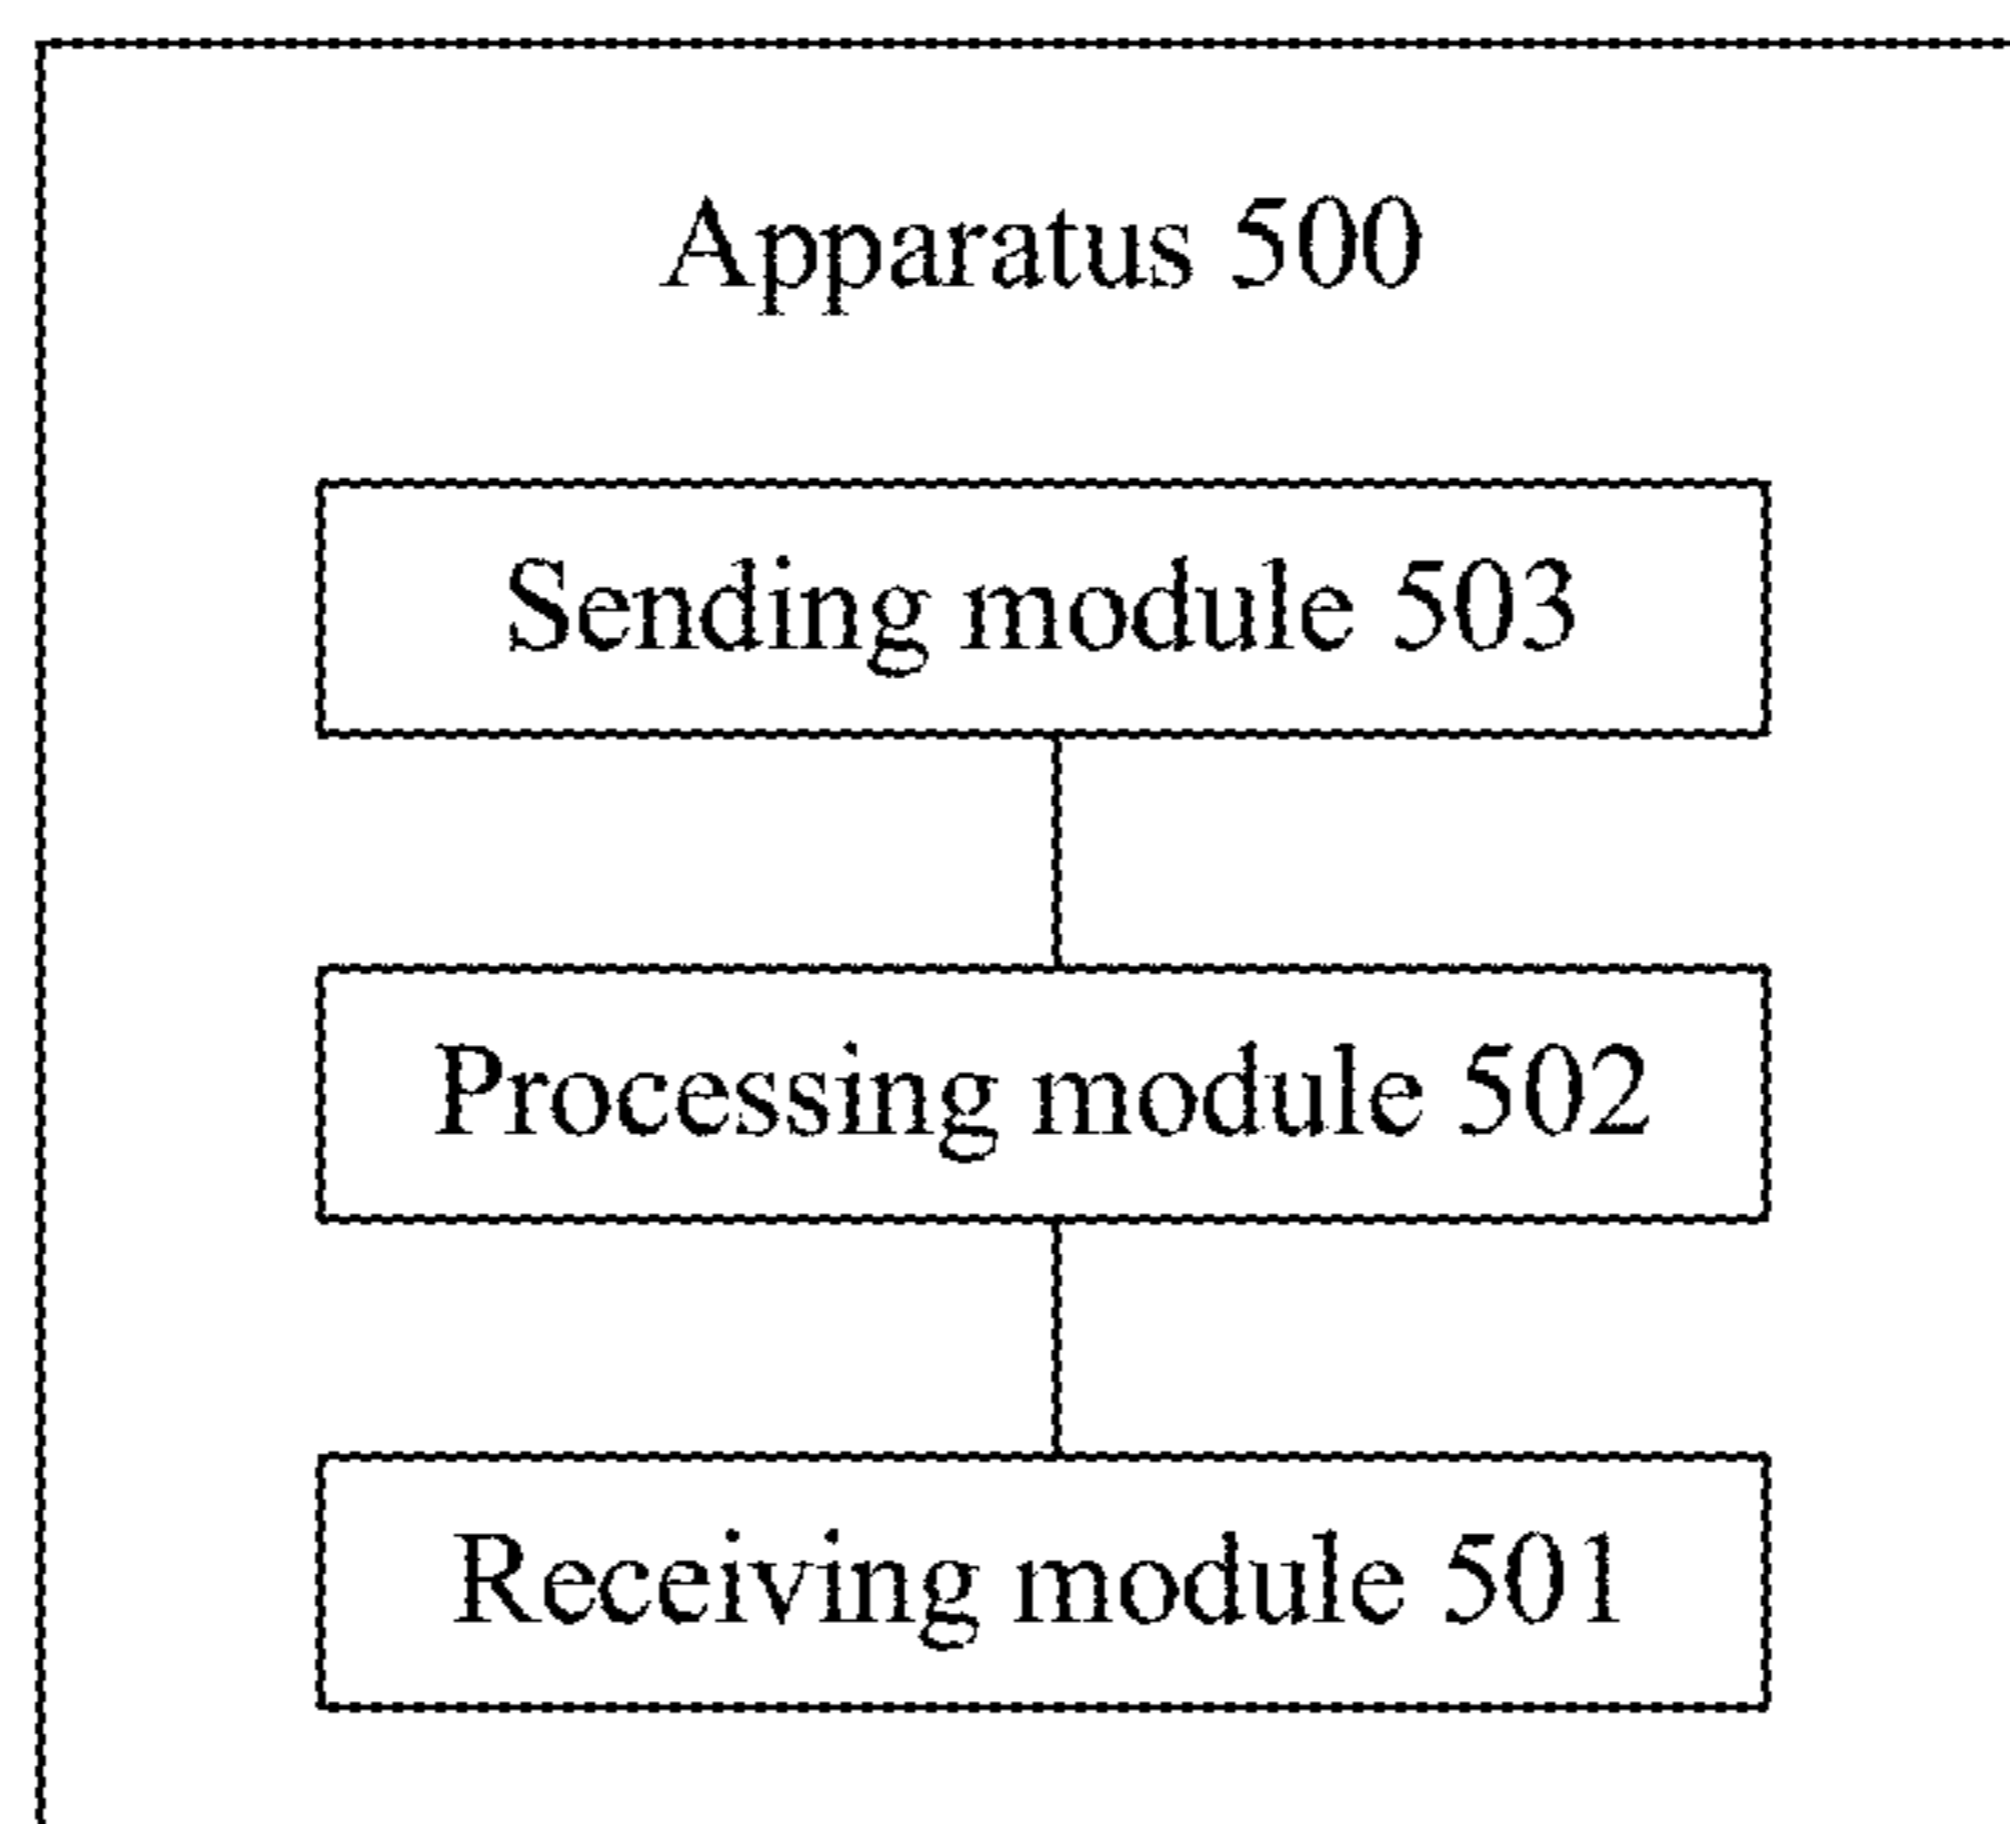 Apparatus 500
Sending module 503
Processing module 502
Receiving module 501